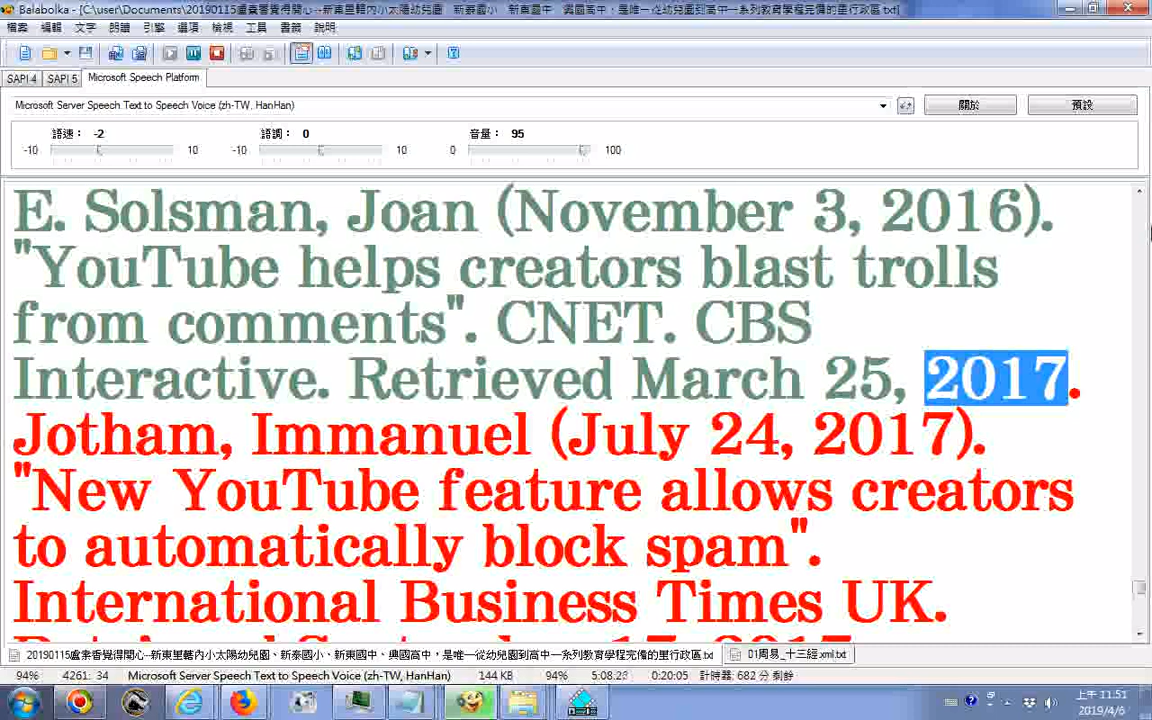 Balabolka - [C:\user\Documents\20190115盧素香覺得開心--新東里轄內小太陽幼兒園、新泰國小、新東國中、興國高中，是唯一從幼兒園到高中一系列教育學程完備的里行政區.txt]
檔案 編輯 文字 朗讀 引擎 選項 檢視 工具 書籤 說明
SAPI 4 SAPI 5 Microsoft Speech Platform
Microsoft Server Speech Text to Speech Voice (zh-TW, HanHan) 關於 預設
語速： -2 語調： 0 音量： 95
-10 10 -10 10 0 100
E. Solsman, Joan (November 3, 2016).
"YouTube helps creators blast trolls
from comments". CNET. CBS
Interactive. Retrieved March 25, 2017.
Jotham, Immanuel (July 24, 2017).
"New YouTube feature allows creators
to automatically block spam".
International Business Times UK.
Retrieved September 17, 2017
20190115盧素香覺得開心--新東里轄內小太陽幼兒園、新泰國小、新東國中、興國高中，是唯一從幼兒園到高中一系列教育學程完備的里行政區.txt 01周易_十三經.xml.txt
94% 4261: 34 Microsoft Server Speech Text to Speech Voice (zh-TW, HanHan) 144 KB 94% 5:08:23 0:20:05 計時器: 682 分 剩餘
上午 11:51
2019/4/6